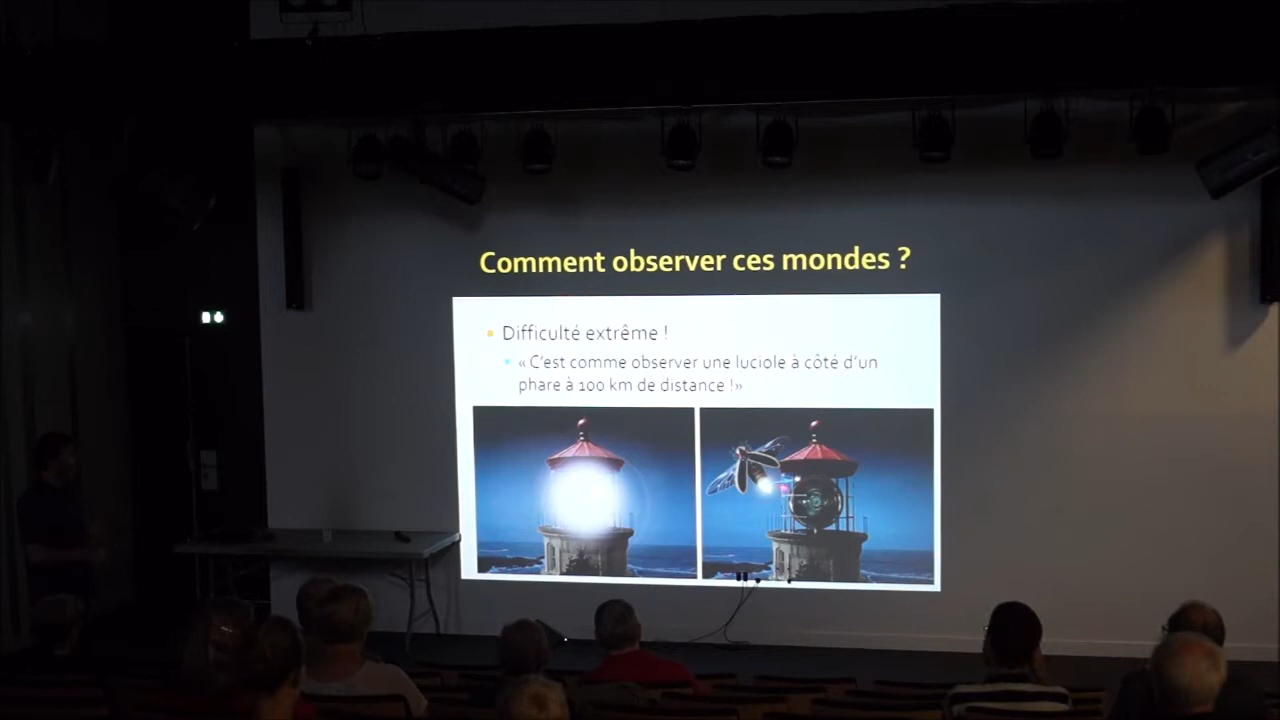 Comment observer ces mondes ?
Difficulté extrême !
« C'est comme observer une luciole à côté d'un
phare à 100 km de distance !»